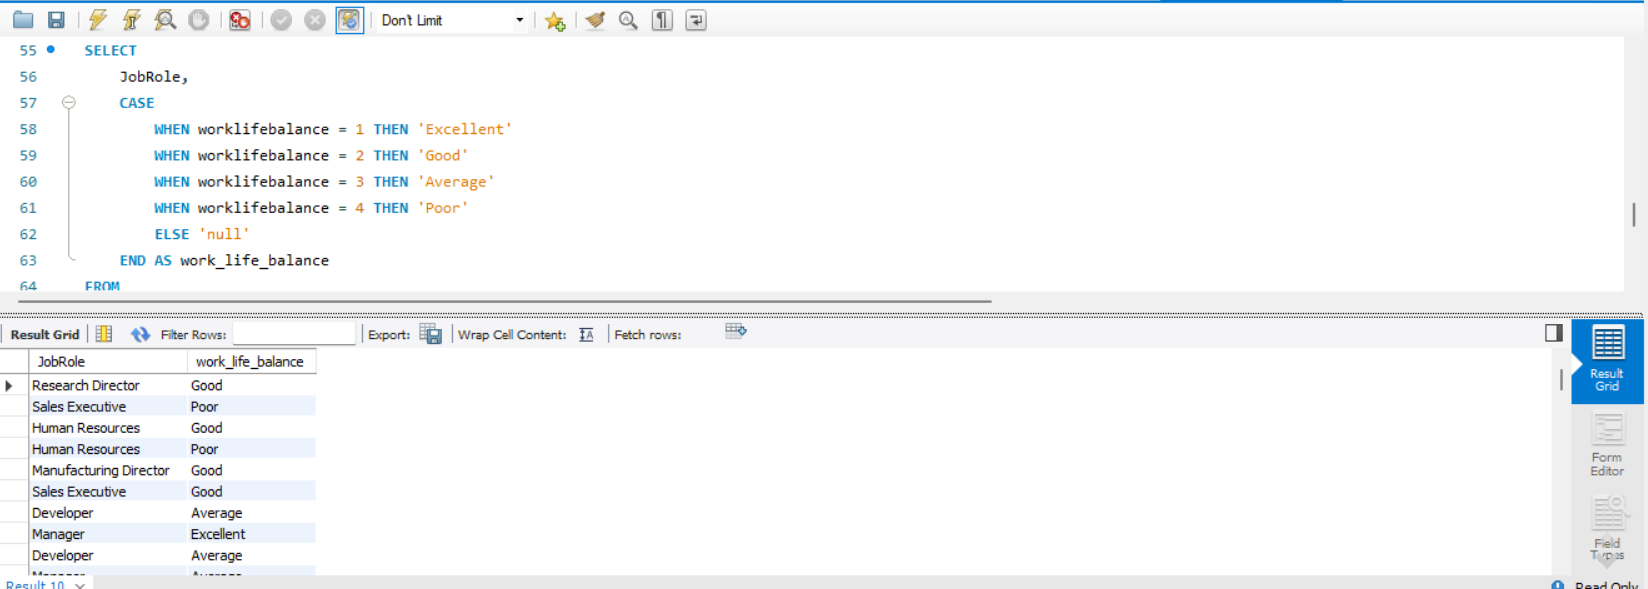 Don't Limit
55 SELECT
56 JobRole,
57 CASE
58 WHEN worklifebalance = 1 THEN 'Excellent'
59 WHEN worklifebalance = 2 THEN 'Good'
60 WHEN worklifebalance = 3 THEN 'Average'
61 WHEN worklifebalance = 4 THEN 'Poor'
62 ELSE 'null'
63 END AS work_life_balance
64 FROM
Result Grid Filter Rows: Export: Wrap Cell Content: Fetch rows:
JobRole work_life_balance
Research Director Good
Sales Executive Poor
Human Resources Good
Human Resources Poor
Manufacturing Director Good
Sales Executive Good
Developer Average
Manager Excellent
Developer Average
Manager Average
Result Grid
Form Editor
Field Types
Result 10
Read Only